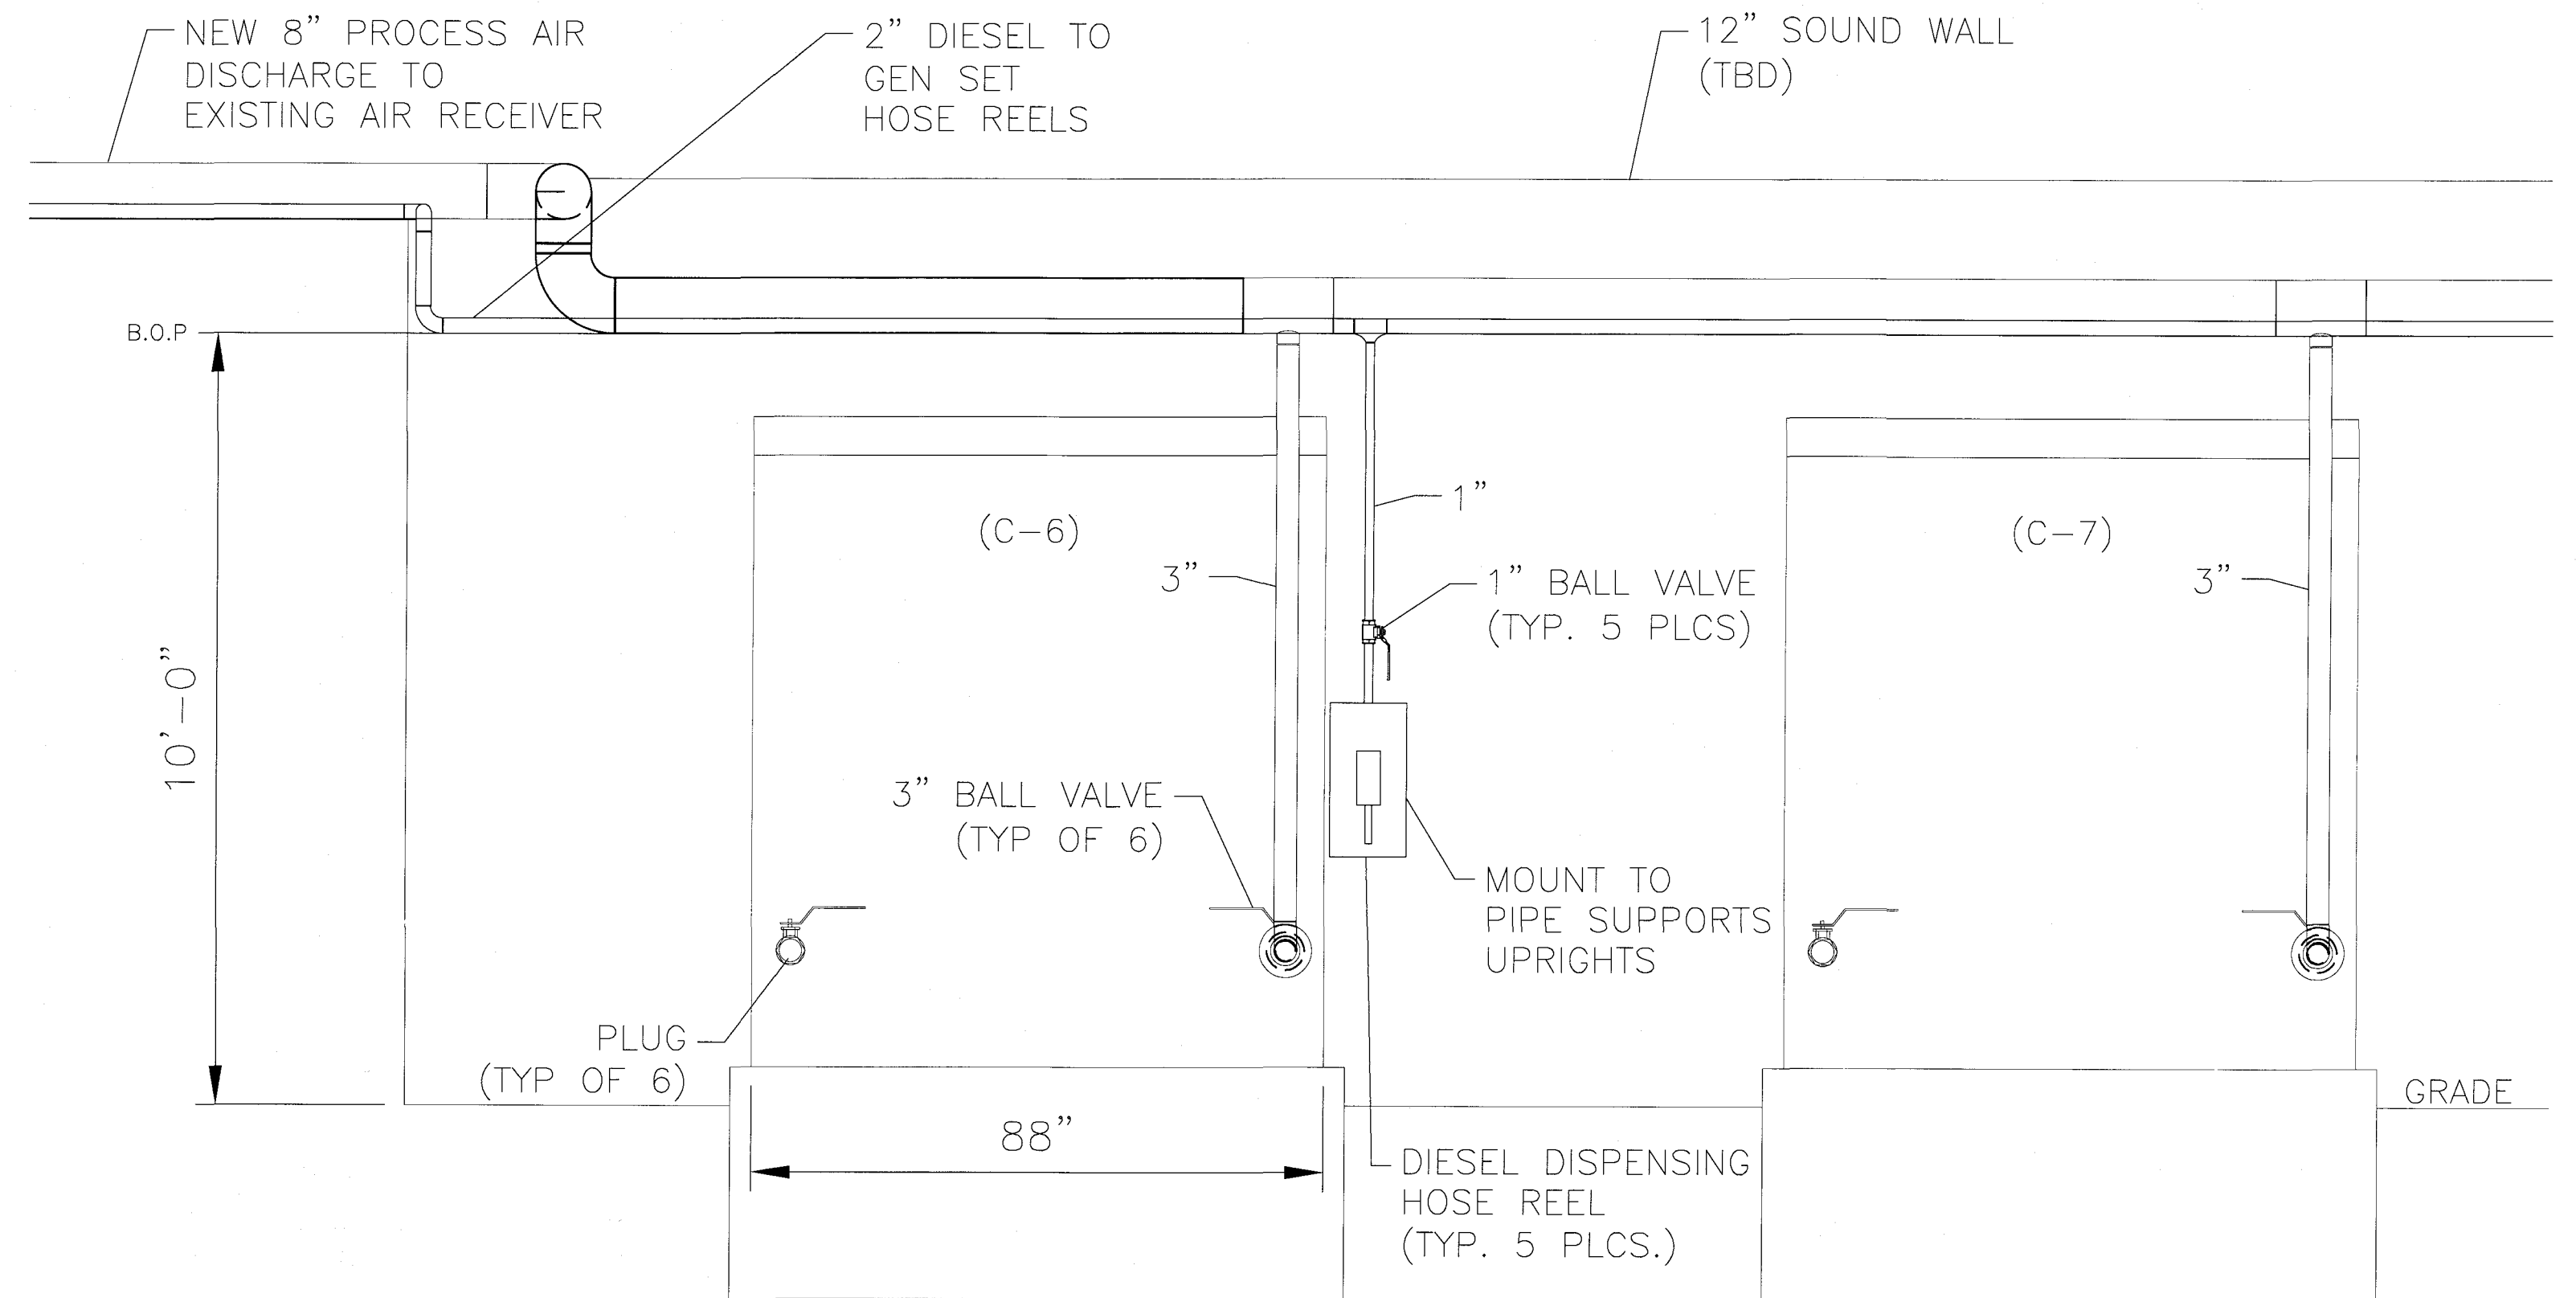 NEW 8" PROCESS AIR
DISCHARGE TO
EXISTING AIR RECEIVER
2" DIESEL TO
GEN SET
HOSE REELS
12" SOUND WALL
(TBD)
B.O.P
10'-0"
(C-6)
3"
1"
1" BALL VALVE
(TYP. 5 PLCS)
(C-7)
3"
3" BALL VALVE
(TYP OF 6)
MOUNT TO
PIPE SUPPORTS
UPRIGHTS
PLUG
(TYP OF 6)
88"
GRADE
DIESEL DISPENSING
HOSE REEL
(TYP. 5 PLCS.)